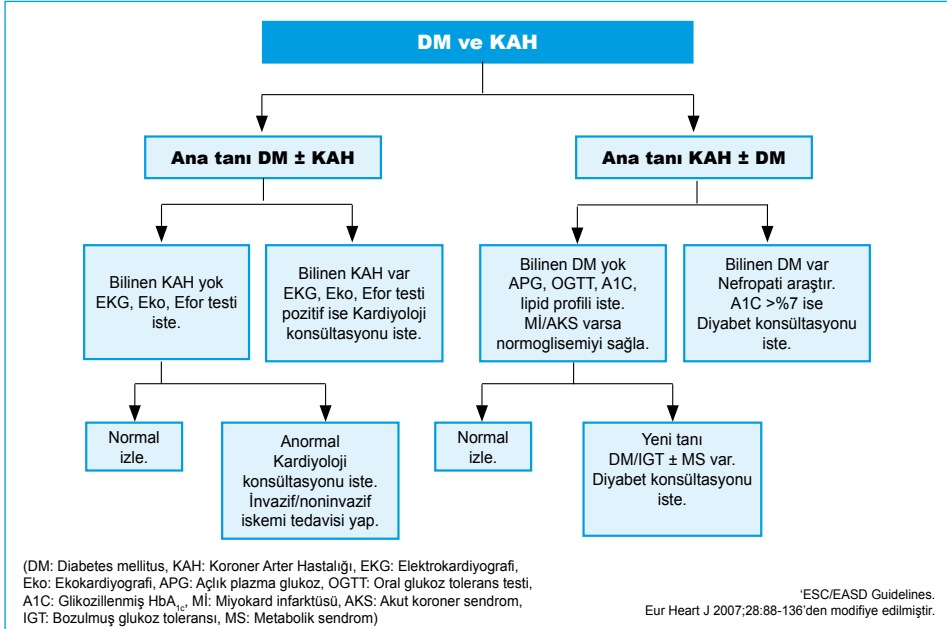 DM ve KAH
Ana tanı DM ± KAH
Ana tanı KAH ± DM
Bilinen KAH yok
EKG, Eko, Efor testi
iste.
Bilinen KAH var
EKG, Eko, Efor testi
pozitif ise Kardiyoloji
konsültasyonu iste.
Bilinen DM yok
APG, OGTT, A1C,
lipid profili iste.
Mİ/AKS varsa
normoglisemiyi sağla.
Bilinen DM var
Nefropati araştır.
A1C >%7 ise
Diyabet konsültasyonu
iste.
Normal
izle.
Anormal
Kardiyoloji
konsültasyonu iste.
İnvazif/noninvazif
iskemi tedavisi yap.
Normal
izle.
Yeni tanı
DM/IGT ± MS var.
Diyabet konsültasyonu
iste.
(DM: Diabetes mellitus, KAH: Koroner Arter Hastalığı, EKG: Elektrokardiyografi,
Eko: Ekokardiyografi, APG: Açlık plazma glukoz, OGTT: Oral glukoz tolerans testi,
A1C: Glikozillenmiş HbA1c, Mİ: Miyokard infarktüsü, AKS: Akut koroner sendrom,
IGT: Bozulmuş glukoz toleransı, MS: Metabolik sendrom)
‘ESC/EASD Guidelines.
Eur Heart J 2007;28:88-136’den modifiye edilmiştir.